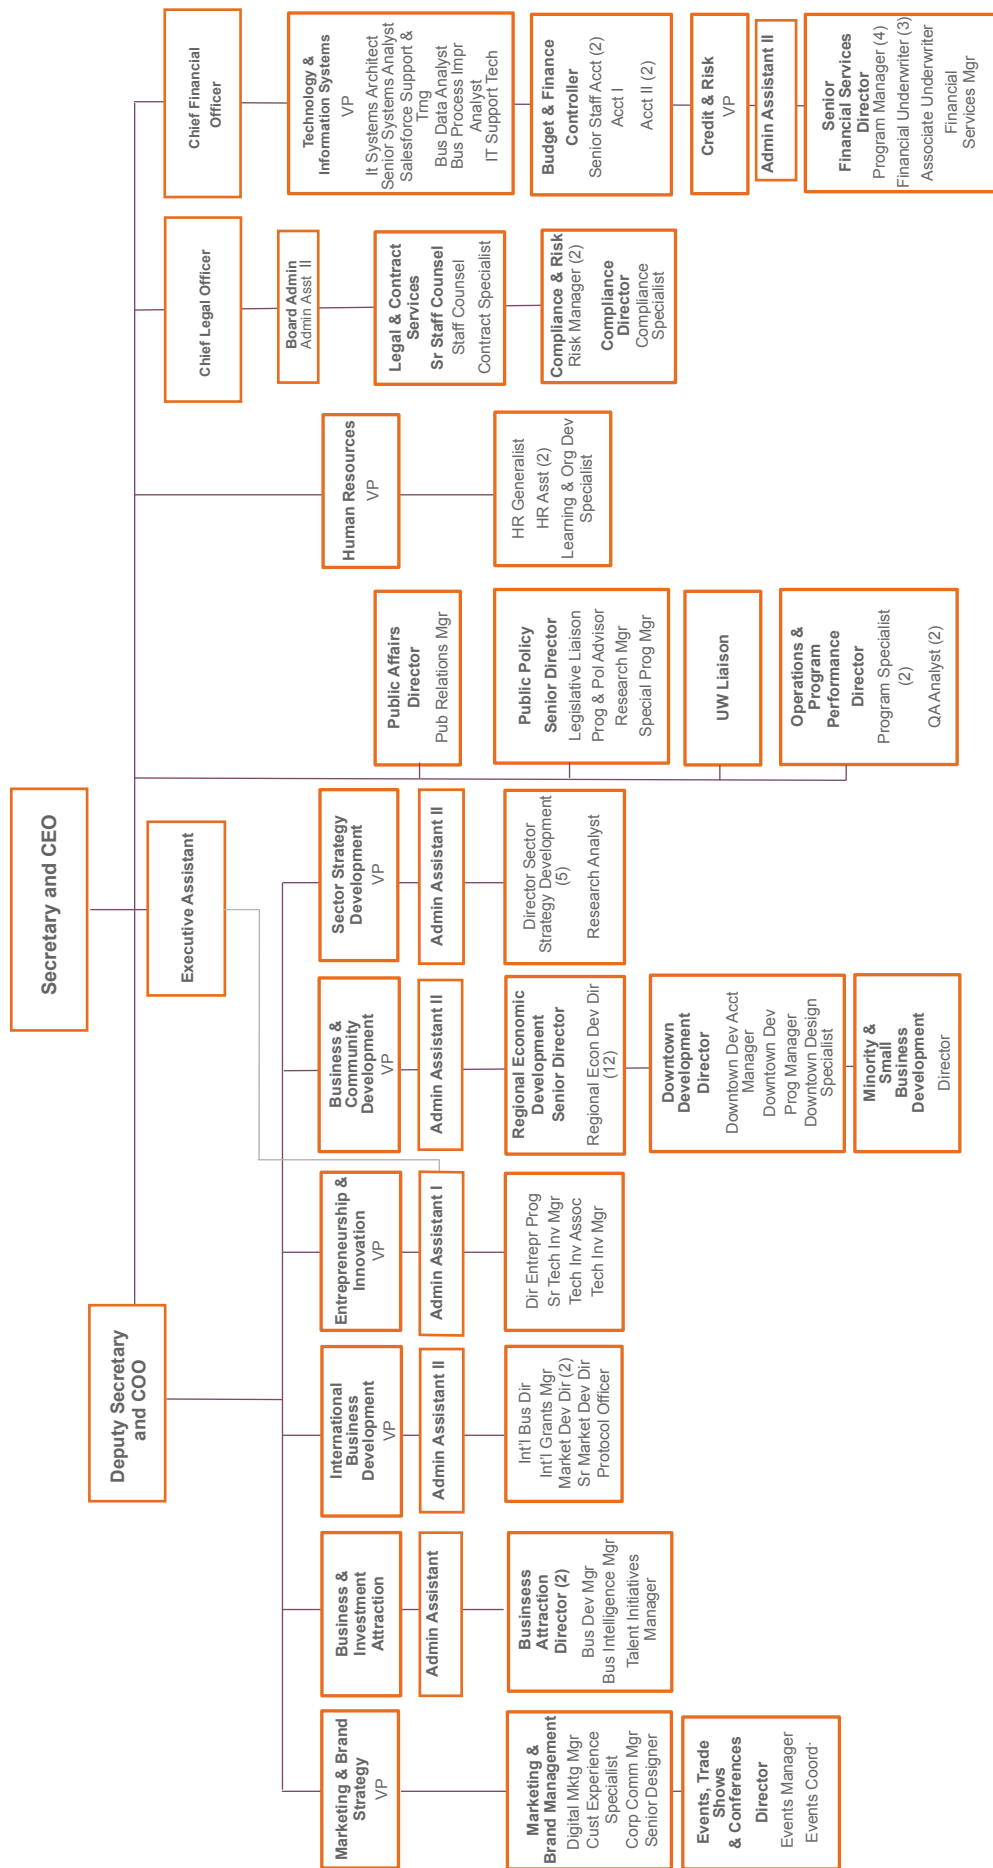 Secretary and CEO
Executive Assistant
Deputy Secretary
and COO
Marketing & Brand
Strategy
VP
Marketing &
Brand Management
Digital Mktg Mgr
Cust Experience
Specialist
Corp Comm Mgr
Senior Designer
Events, Trade
Shows
& Conferences
Director
Events Manager
Events Coord.
Business &
Investment
Attraction
Admin Assistant
Businsess
Attraction
Director (2)
Bus Dev Mgr
Bus Intelligence Mgr
Talent Initiatives
Manager
International
Business
Development
VP
Admin Assistant II
Int'l Bus Dir
Int'l Grants Mgr
Market Dev Dir (2)
Sr Market Dev Dir
Protocol Officer
Entrepreneurship &
Innovation
VP
Admin Assistant I
Dir Entrepr Prog
Sr Tech Inv Mgr
Tech Inv Assoc
Tech Inv Mgr
Business &
Community
Development
VP
Admin Assistant II
Regional Economic
Development
Senior Director
Regional Econ Dev Dir
(12)
Downtown
Development
Director
Downtown Dev Acct
Manager
Downtown Dev
Prog Manager
Downtown Design
Specialist
Minority &
Small
Business
Development
Director
Sector Strategy
Development
VP
Admin Assistant II
Director Sector
Strategy Development
(5)
Research Analyst
Public Affairs
Director
Pub Relations Mgr
Public Policy
Senior Director
Legislative Liaison
Prog & Pol Advisor
Research Mgr
Special Prog Mgr
UW Liaison
Operations &
Program
Performance
Director
Program Specialist
(2)
QA Analyst (2)
Human Resources
VP
HR Generalist
HR Asst (2)
Learning & Org Dev
Specialist
Chief Legal Officer
Board Admin
Admin Asst II
Legal & Contract
Services
Sr Staff Counsel
Staff Counsel
Contract Specialist
Compliance & Risk
Risk Manager (2)
Compliance
Director
Compliance
Specialist
Chief Financial
Officer
Technology &
Information Systems
VP
It Systems Architect
Senior Systems Analyst
Salesforce Support &
Trng
Bus Data Analyst
Bus Process Impr
Analyst
IT Support Tech
Budget & Finance
Controller
Senior Staff Acct (2)
Acct I
Acct II (2)
Credit & Risk
VP
Admin Assistant II
Senior
Financial Services
Director
Program Manager (4)
Financial Underwriter (3)
Associate Underwriter
Financial
Services Mgr